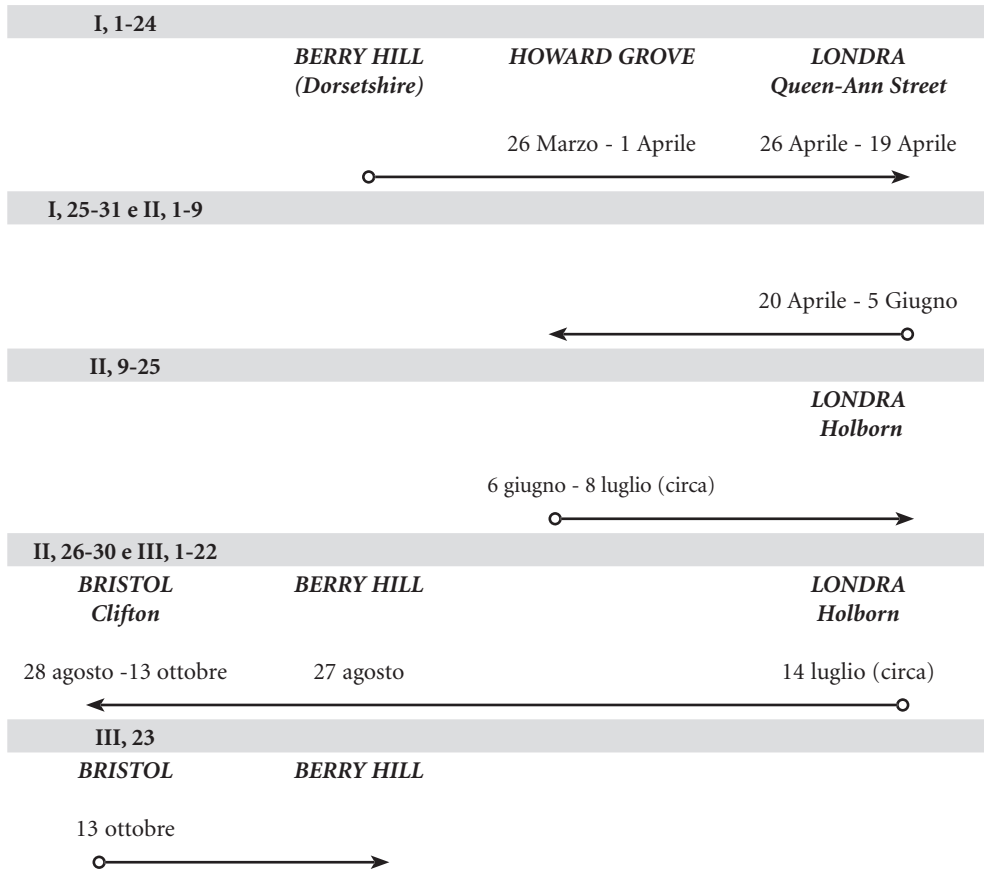 I, 1-24
BERRY HILL HOWARD GROVE LONDRA
(Dorsetshire) Queen-Ann Street
26 Marzo - 1 Aprile 26 Aprile - 19 Aprile
I, 25-31 e II, 1-9
20 Aprile - 5 Giugno
II, 9-25
LONDRA
Holborn
6 giugno - 8 luglio (circa)
II, 26-30 e III, 1-22
BRISTOL BERRY HILL LONDRA
Clifton Holborn
28 agosto -13 ottobre 27 agosto 14 luglio (circa)
III, 23
BRISTOL BERRY HILL
13 ottobre